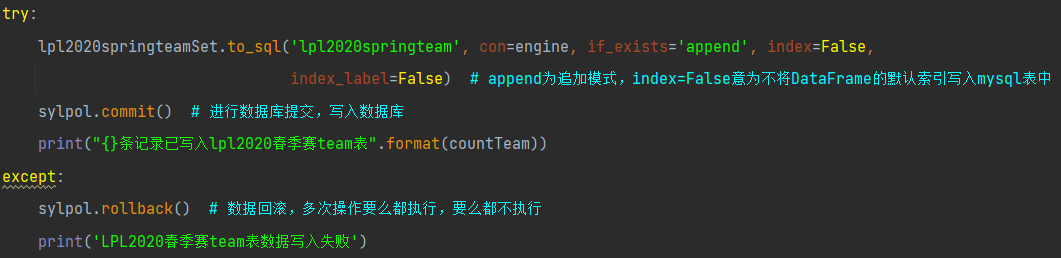 try:
    lpl2020springteamSet.to_sql('lpl2020springteam', con=engine, if_exists='append', index=False,
                                index_label=False)  # append为追加模式，index=False意为不将DataFrame的默认索引写入mysql表中
    sylpol.commit()  # 进行数据库提交，写入数据库
    print("{}条记录已写入lpl2020春季赛team表".format(countTeam))
except:
    sylpol.rollback()  # 数据回滚，多次操作要么都执行，要么都不执行
    print('LPL2020春季赛team表数据写入失败')